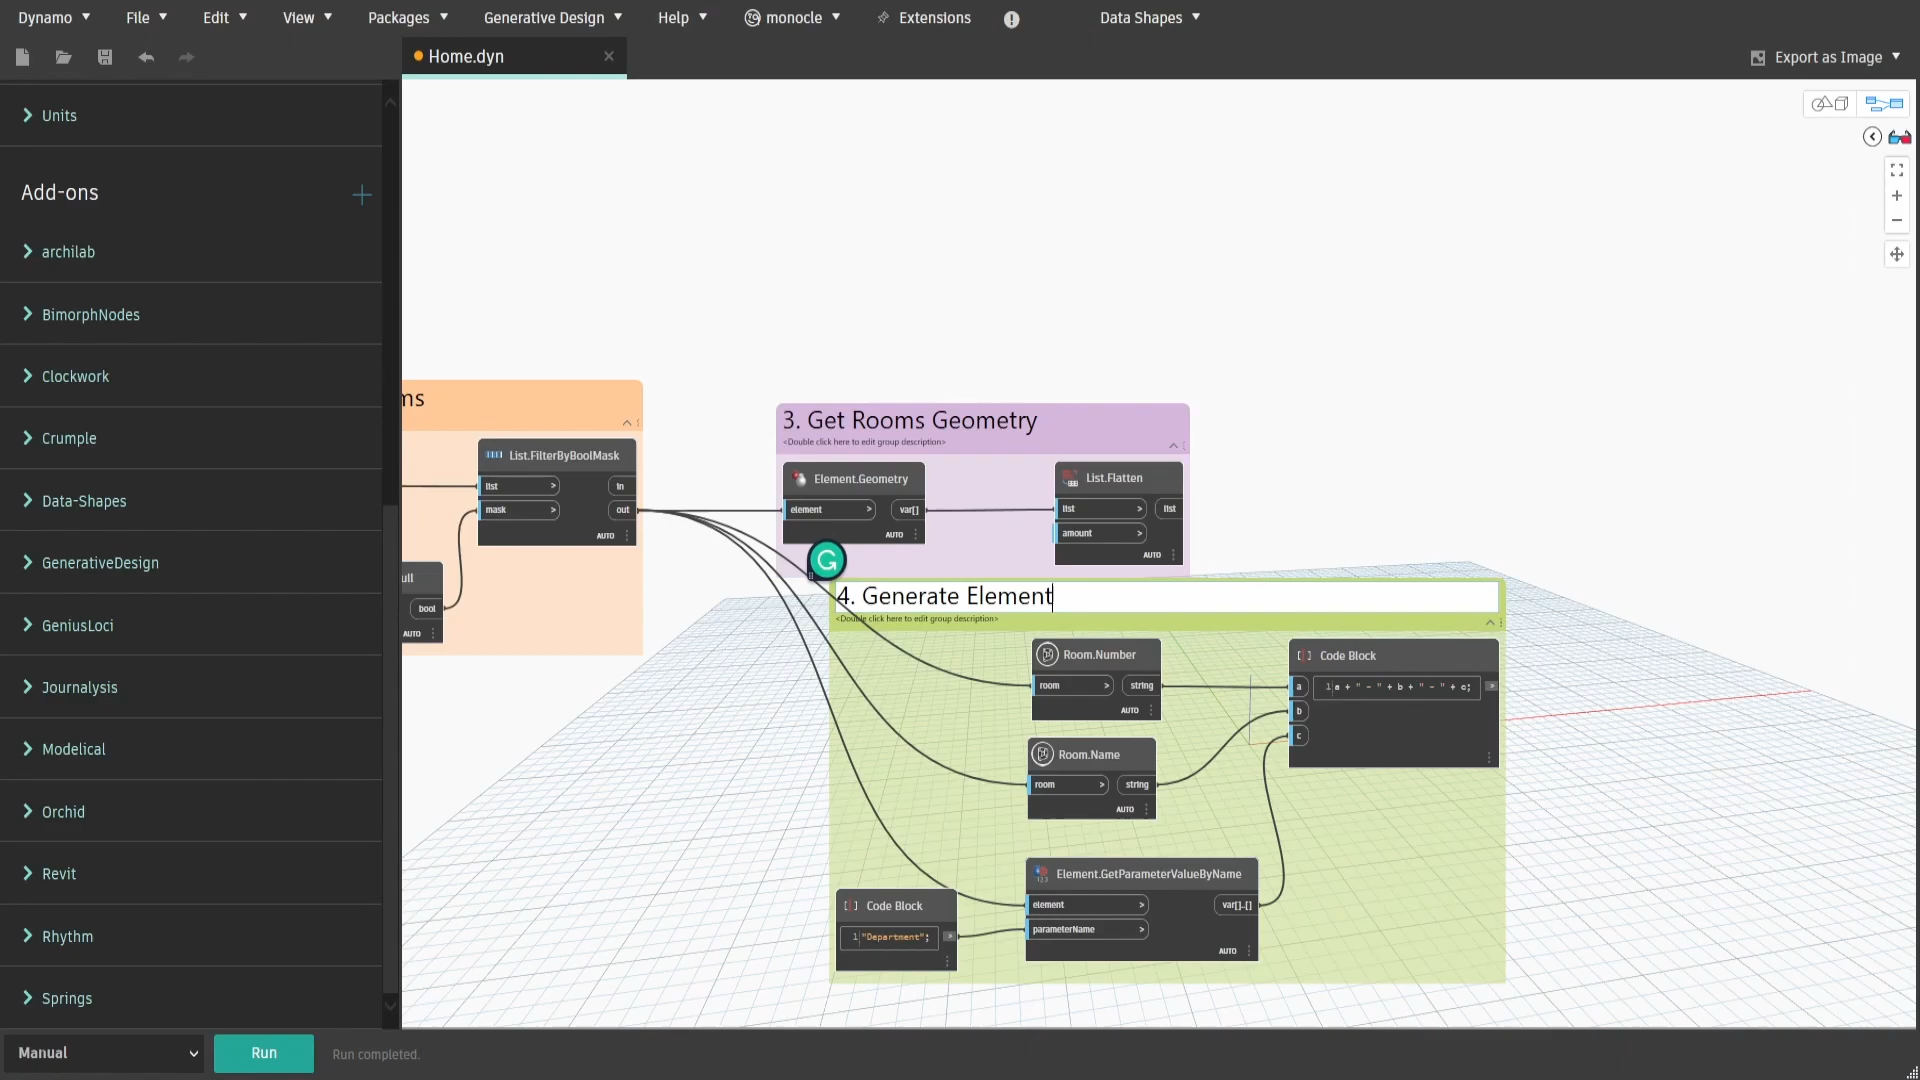 Dynamo File Edit View Packages Generative Design Help monocle Extensions Data Shapes
Home.dyn
Export as Image
Units
Add-ons
archilab
BimorphNodes
Clockwork
Crumple
Data-Shapes
GenerativeDesign
GeniusLoci
Journalysis
Modelical
Orchid
Revit
Rhythm
Springs
ms
List.FilterByBoolMask
list > in
mask > out
AUTO
ull
bool
AUTO
3. Get Rooms Geometry
<Double click here to edit group description>
Element.Geometry
element > var[]
AUTO
List.Flatten
list > list
amount >
AUTO
4. Generate Element
<Double click here to edit group description>
Room.Number
room > string
AUTO
Code Block
a 1 a + " - " + b + " - " + c; >
b
c
Room.Name
room > string
AUTO
Element.GetParameterValueByName
element > var[]..[]
parameterName >
AUTO
Code Block
1 "Department"; >
Manual Run Run completed.